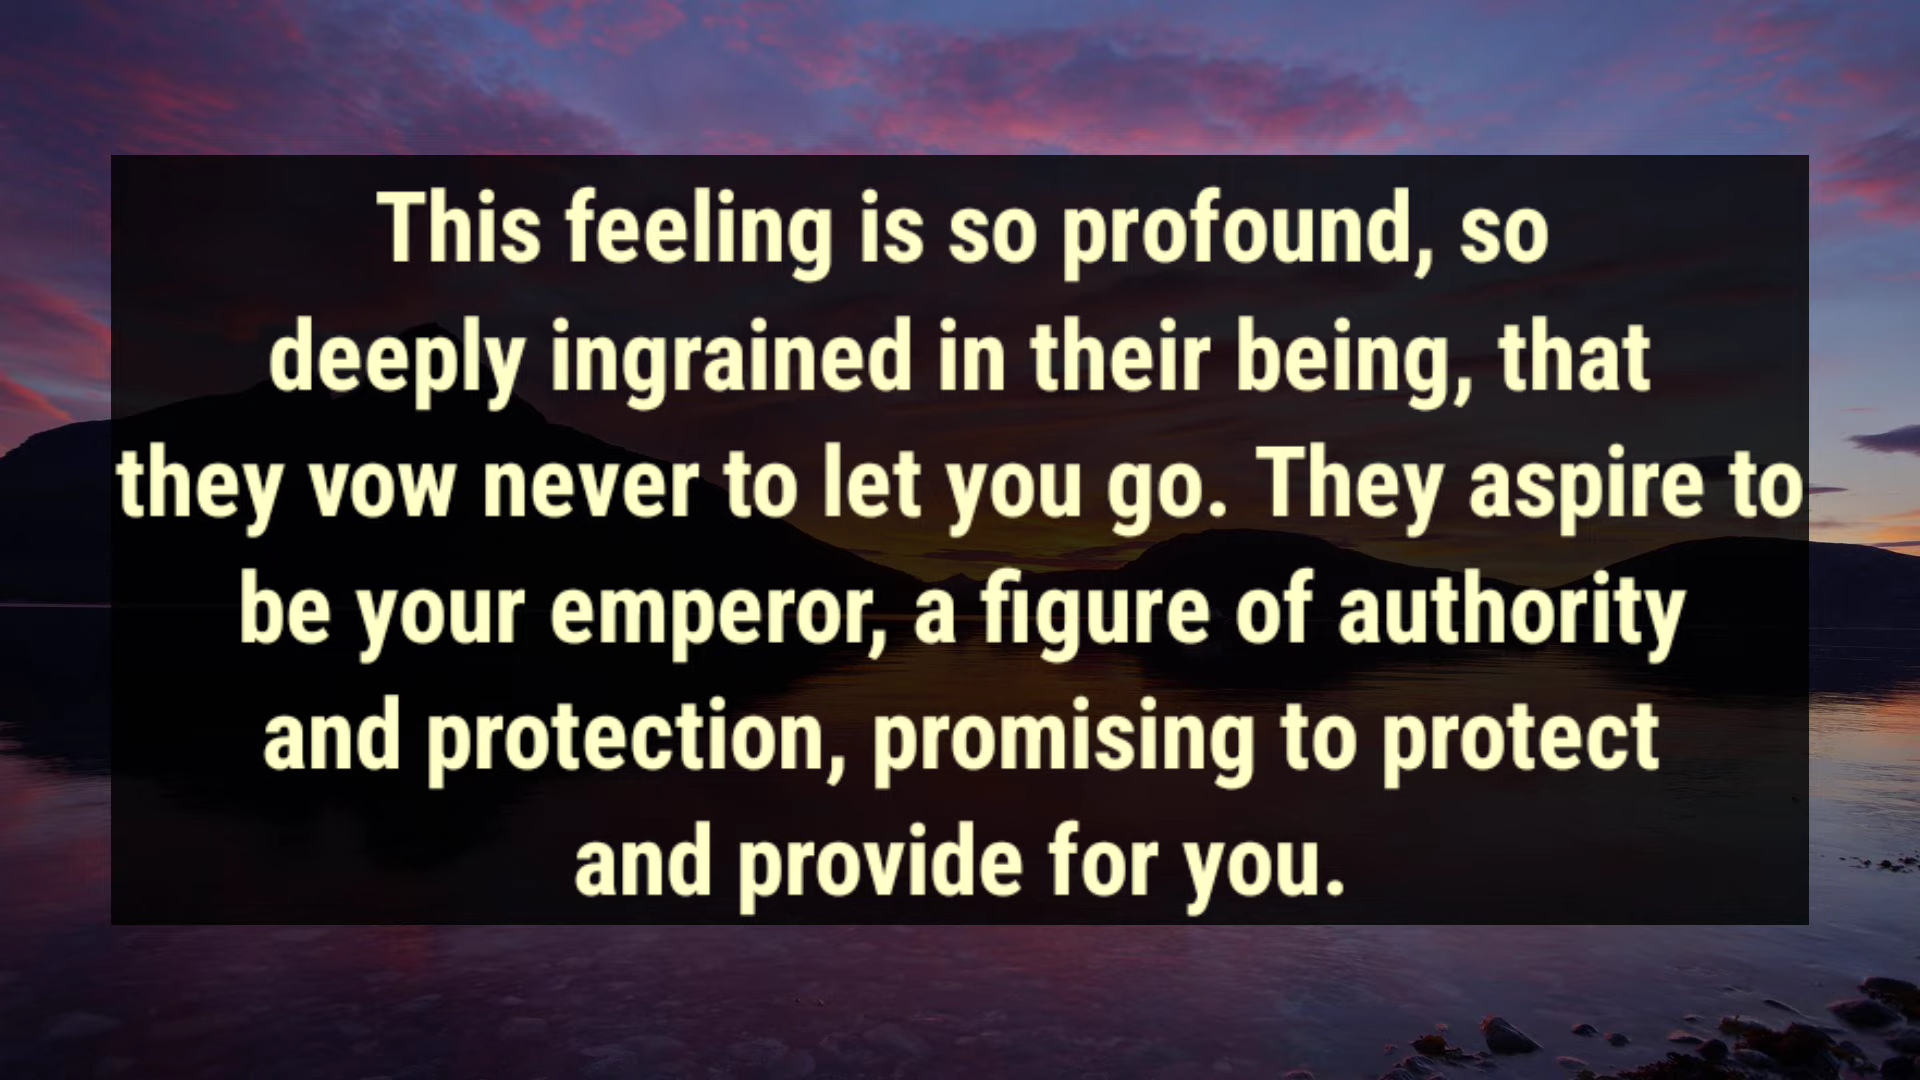 This feeling is so profound, so
deeply ingrained in their being, that
they vow never to let you go. They aspire to
be your emperor, a figure of authority
and protection, promising to protect
and provide for you.